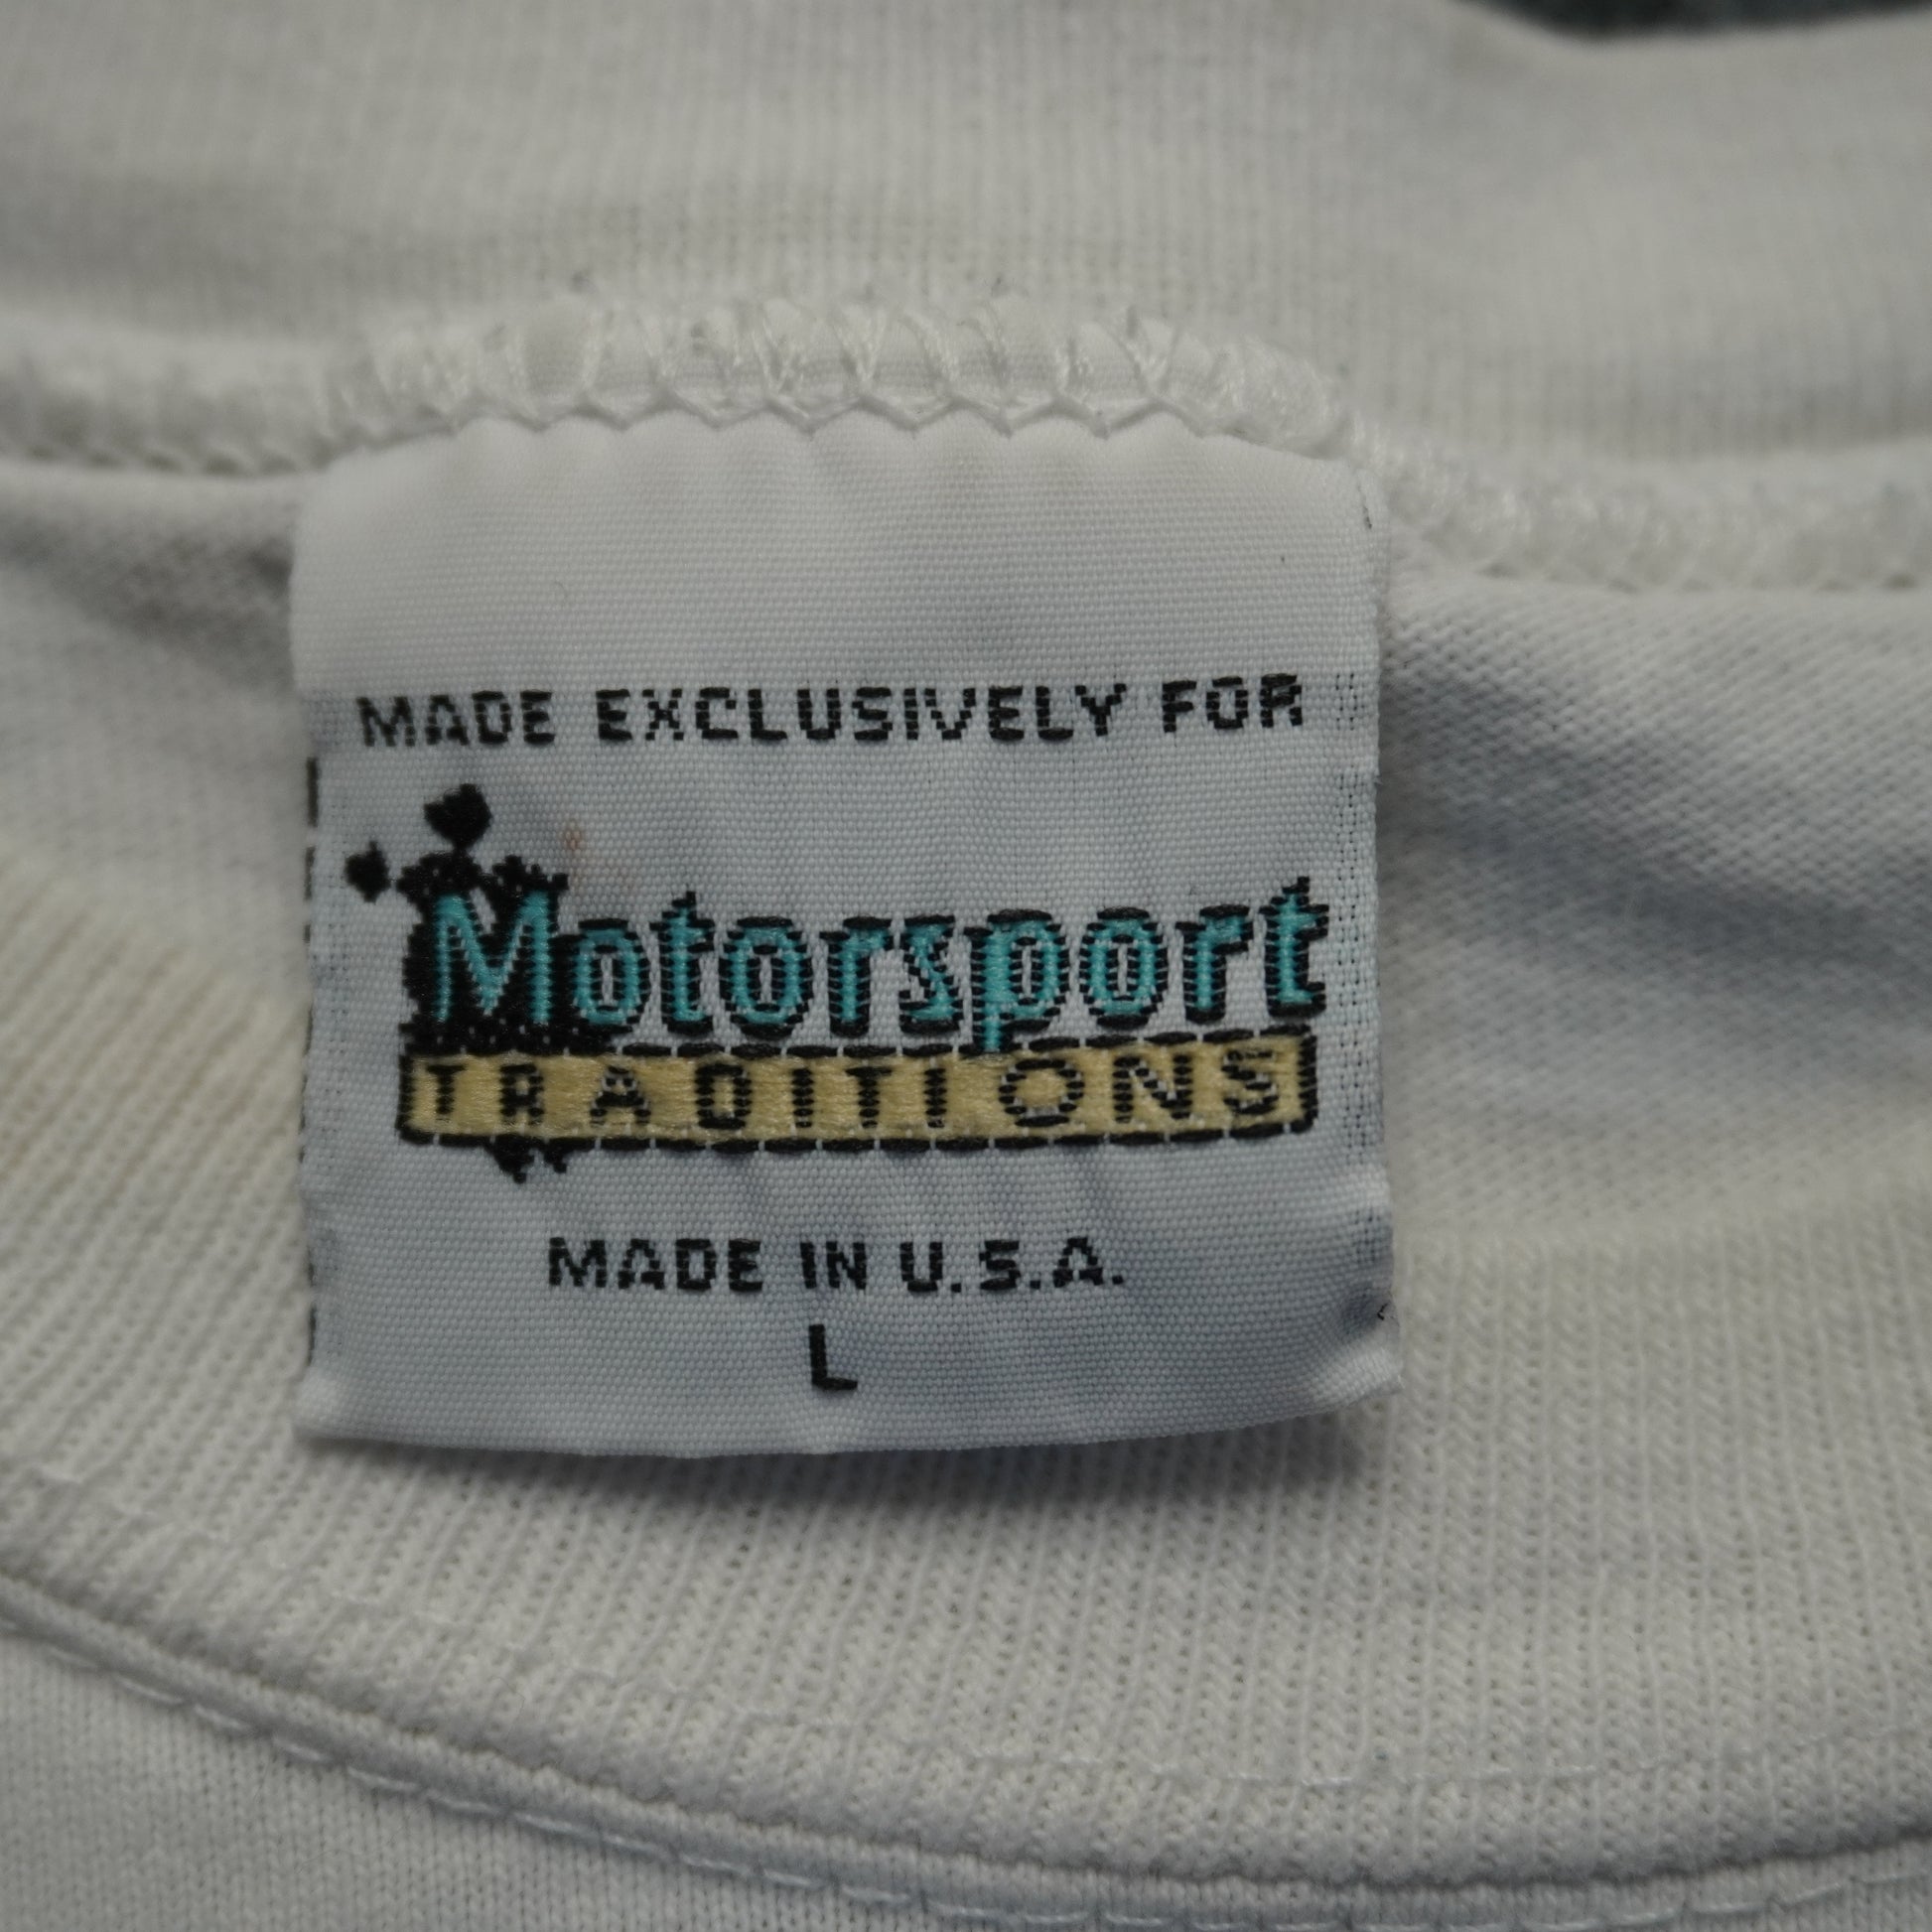 MADE EXCLUSIVELY FOR
Motorsport
TRADITIONS
MADE IN U.S.A.
L